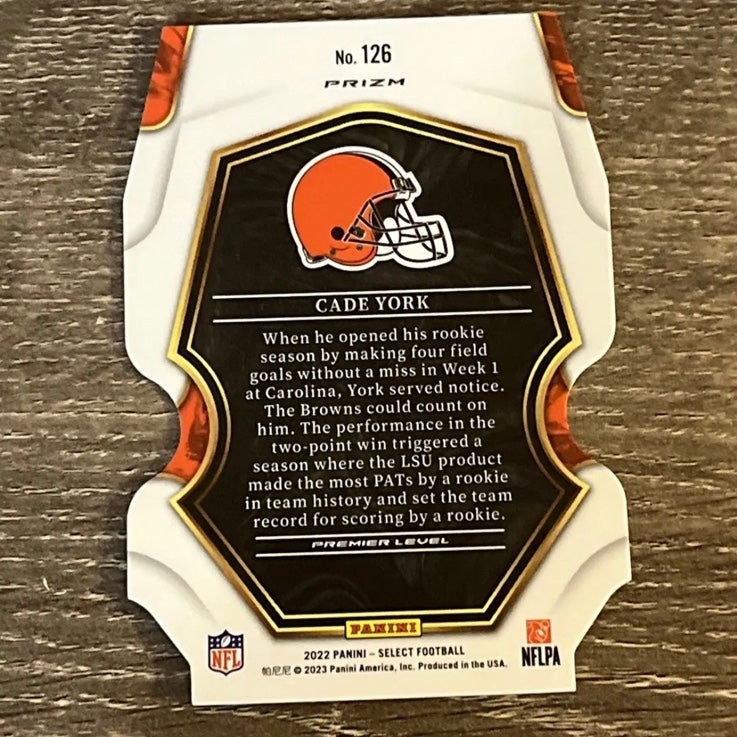 No. 126
PRIZM
CADE YORK
When he opened his rookie
season by making four field
goals without a miss in Week 1
at Carolina, York served notice.
The Browns could count on
him. The performance in the
two-point win triggered a
season where the LSU product
made the most PATs by a rookie
in team history and set the team
record for scoring by a rookie.
PREMIER LEVEL
PANINI
NFL
2022 PANINI – SELECT FOOTBALL
帕尼尼 © 2023 Panini America, Inc. Produced in the USA.
NFLPA